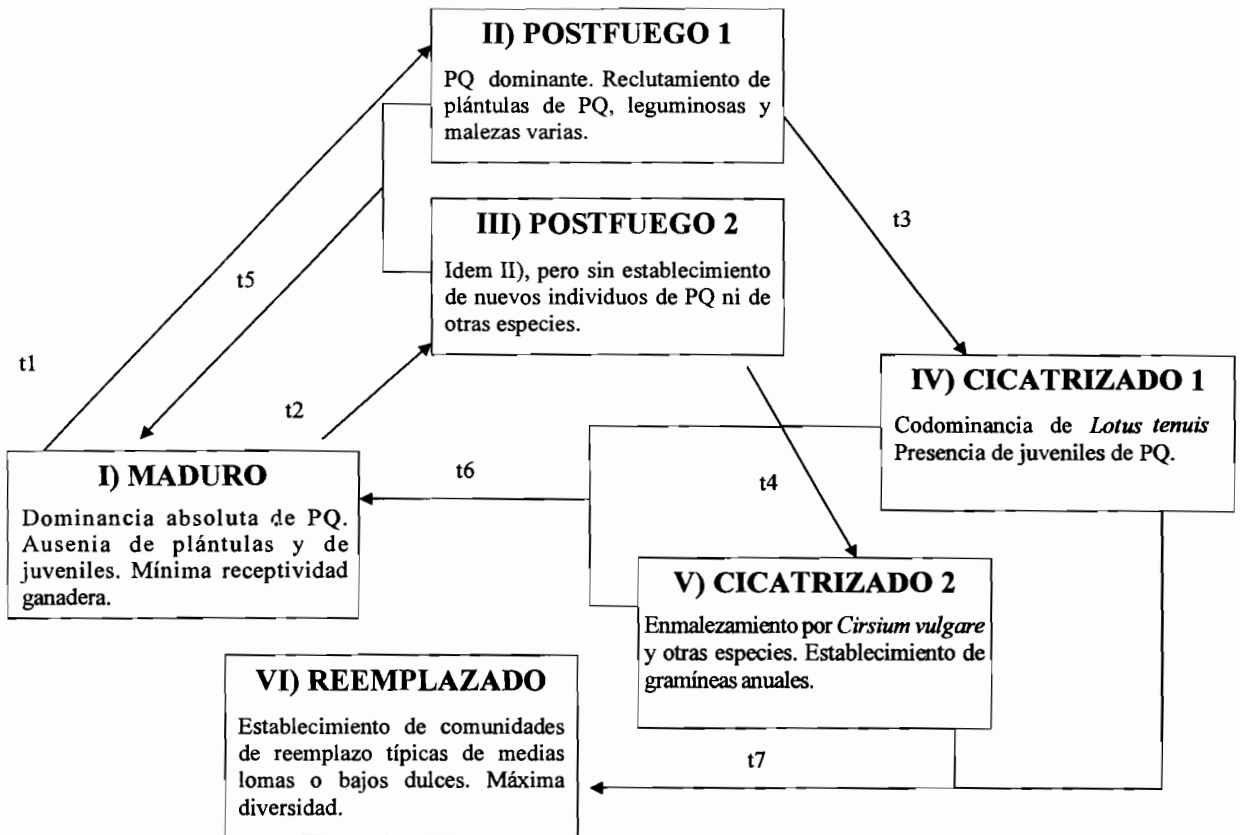 II) POSTFUEGO 1
PQ dominante. Reclutamiento de
plántulas de PQ, leguminosas y
malezas varias.
III) POSTFUEGO 2
Idem II), pero sin establecimiento
de nuevos individuos de PQ ni de
otras especies.
t3
t5
t1
t2
IV) CICATRIZADO 1
Codominancia de Lotus tenuis
Presencia de juveniles de PQ.
I) MADURO
Dominancia absoluta de PQ.
Ausenia de plántulas y de
juveniles. Mínima receptividad
ganadera.
t6
t4
V) CICATRIZADO 2
Enmalezamiento por Cirsium vulgare
y otras especies. Establecimiento de
gramíneas anuales.
VI) REEMPLAZADO
Establecimiento de comunidades
de reemplazo típicas de medias
lomas o bajos dulces. Máxima
diversidad.
t7